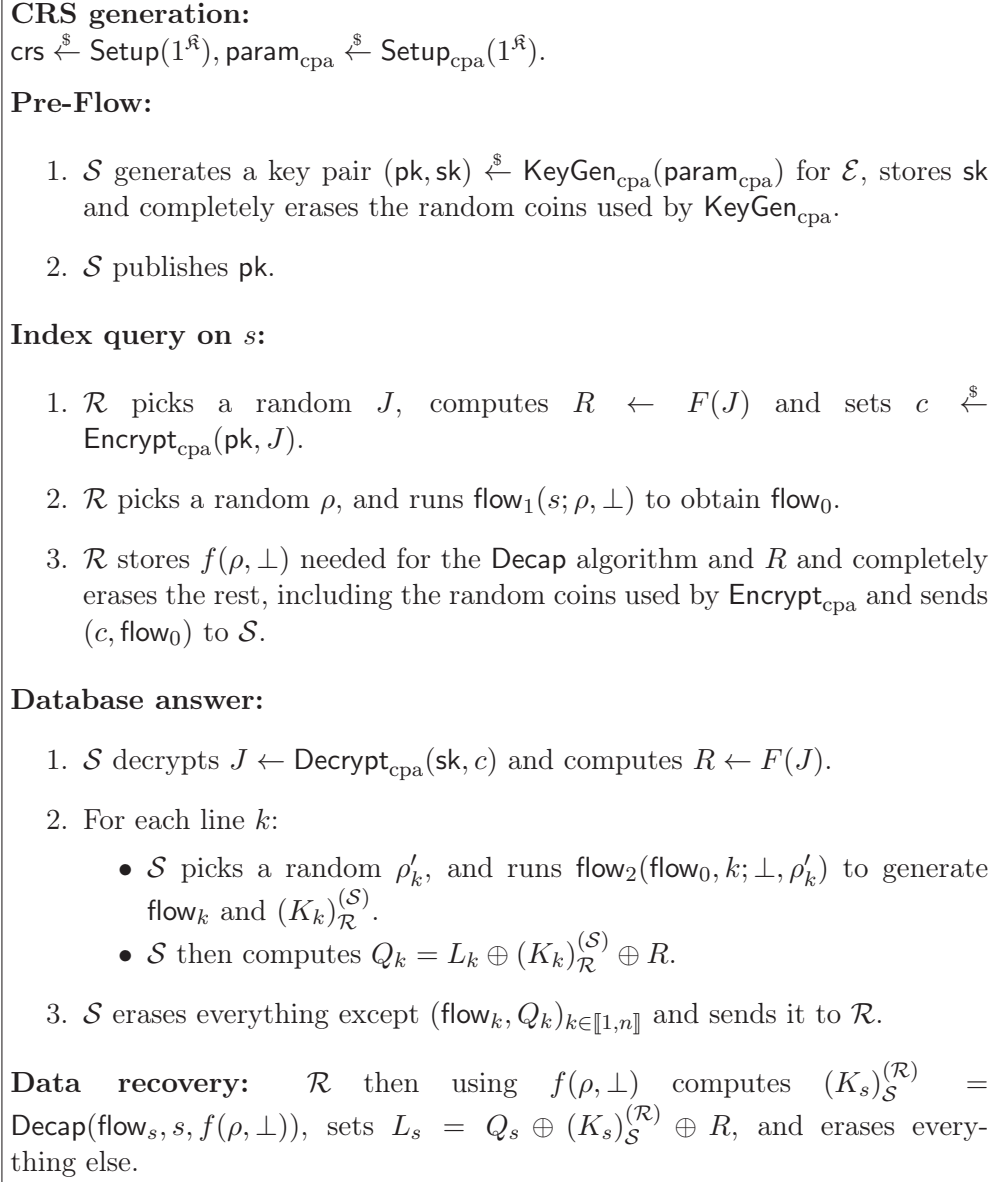 CRS generation:
crs $← Setup(1^𝔎), param_cpa $← Setup_cpa(1^𝔎).
Pre-Flow:
1. 𝒮 generates a key pair (pk, sk) $← KeyGen_cpa(param_cpa) for ℰ, stores sk
and completely erases the random coins used by KeyGen_cpa.
2. 𝒮 publishes pk.
Index query on s:
1. ℛ picks a random J, computes R ← F(J) and sets c $←
Encrypt_cpa(pk, J).
2. ℛ picks a random ρ, and runs flow_1(s; ρ, ⊥) to obtain flow_0.
3. ℛ stores f(ρ, ⊥) needed for the Decap algorithm and R and completely
erases the rest, including the random coins used by Encrypt_cpa and sends
(c, flow_0) to 𝒮.
Database answer:
1. 𝒮 decrypts J ← Decrypt_cpa(sk, c) and computes R ← F(J).
2. For each line k:
• 𝒮 picks a random ρ′_k, and runs flow_2(flow_0, k; ⊥, ρ′_k) to generate
flow_k and (K_k)_ℛ^(𝒮).
• 𝒮 then computes Q_k = L_k ⊕ (K_k)_ℛ^(𝒮) ⊕ R.
3. 𝒮 erases everything except (flow_k, Q_k)_{k∈⟦1,n⟧} and sends it to ℛ.
Data recovery: ℛ then using f(ρ, ⊥) computes (K_s)_𝒮^(ℛ) =
Decap(flow_s, s, f(ρ, ⊥)), sets L_s = Q_s ⊕ (K_s)_𝒮^(ℛ) ⊕ R, and erases every-
thing else.